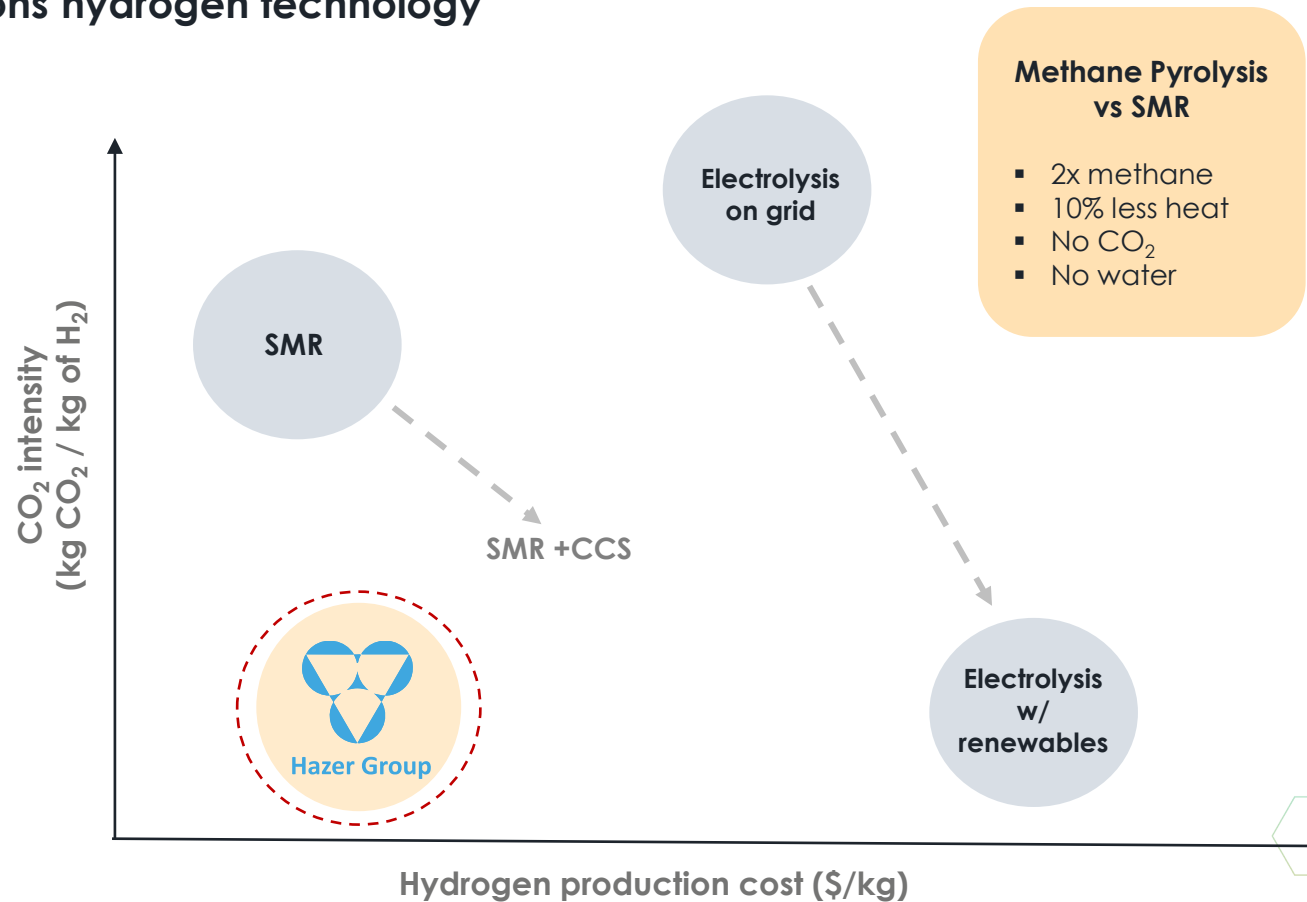 ons hydrogen technology
Methane Pyrolysis
vs SMR
▪ 2x methane
▪ 10% less heat
▪ No CO₂
▪ No water
Electrolysis
on grid
SMR
CO₂ intensity
(kg CO₂ / kg of H₂)
SMR +CCS
Hazer Group
Electrolysis
w/
renewables
Hydrogen production cost ($/kg)